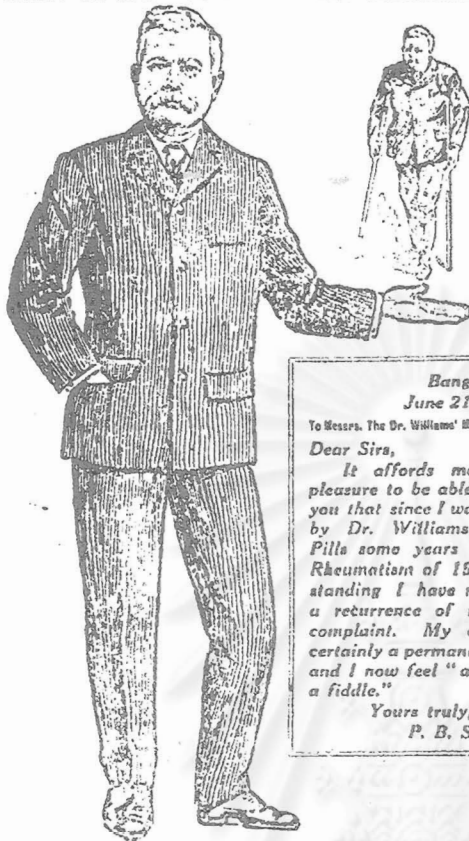 Bang
June 21
To Messrs. The Dr. Williams' M
Dear Sirs,
It affords m
pleasure to be able
you that since I wa
by Dr. Williams
Pills some years
Rheumatism of 15
standing I have
a recurrence of
complaint. My
certainly a permane
and I now feel "a
a fiddle."
Yours truly,
P. B. S